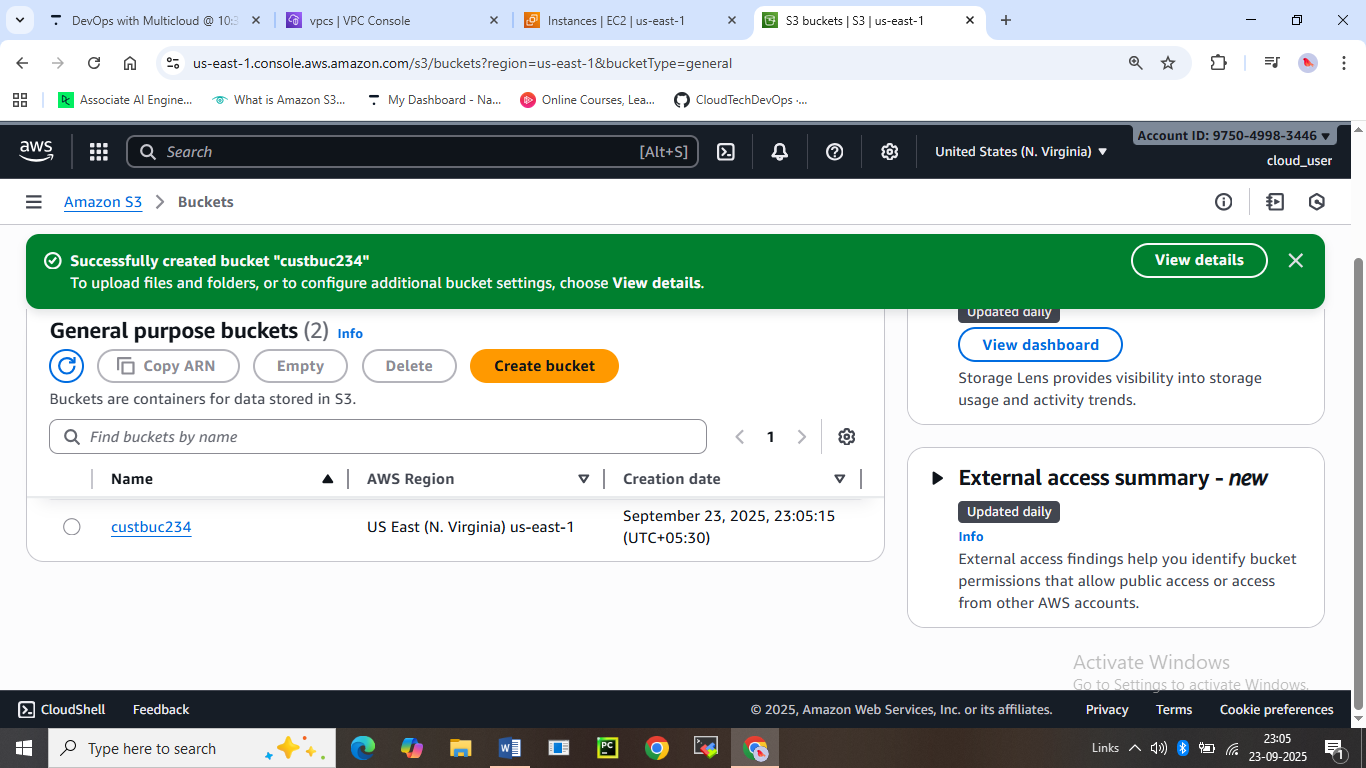 DevOps with Multicloud @ 10:3
vpcs | VPC Console
Instances | EC2 | us-east-1
S3 buckets | S3 | us-east-1
us-east-1.console.aws.amazon.com/s3/buckets?region=us-east-1&bucketType=general
Associate AI Engine...
What is Amazon S3...
My Dashboard - Na...
Online Courses, Lea...
CloudTechDevOps ·...
aws
Search
[Alt+S]
United States (N. Virginia) ▼
Account ID: 9750-4998-3446 ▼
cloud_user
Amazon S3
Buckets
Successfully created bucket "custbuc234"
To upload files and folders, or to configure additional bucket settings, choose View details.
View details
General purpose buckets (2) Info
Copy ARN
Empty
Delete
Create bucket
Buckets are containers for data stored in S3.
Find buckets by name
1
Name
AWS Region
Creation date
custbuc234
US East (N. Virginia) us-east-1
September 23, 2025, 23:05:15
(UTC+05:30)
Updated daily
View dashboard
Storage Lens provides visibility into storage
usage and activity trends.
External access summary - new
Updated daily
Info
External access findings help you identify bucket
permissions that allow public access or access
from other AWS accounts.
Activate Windows
Go to Settings to activate Windows.
CloudShell
Feedback
© 2025, Amazon Web Services, Inc. or its affiliates.
Privacy
Terms
Cookie preferences
Type here to search
Links
23:05
23-09-2025
1